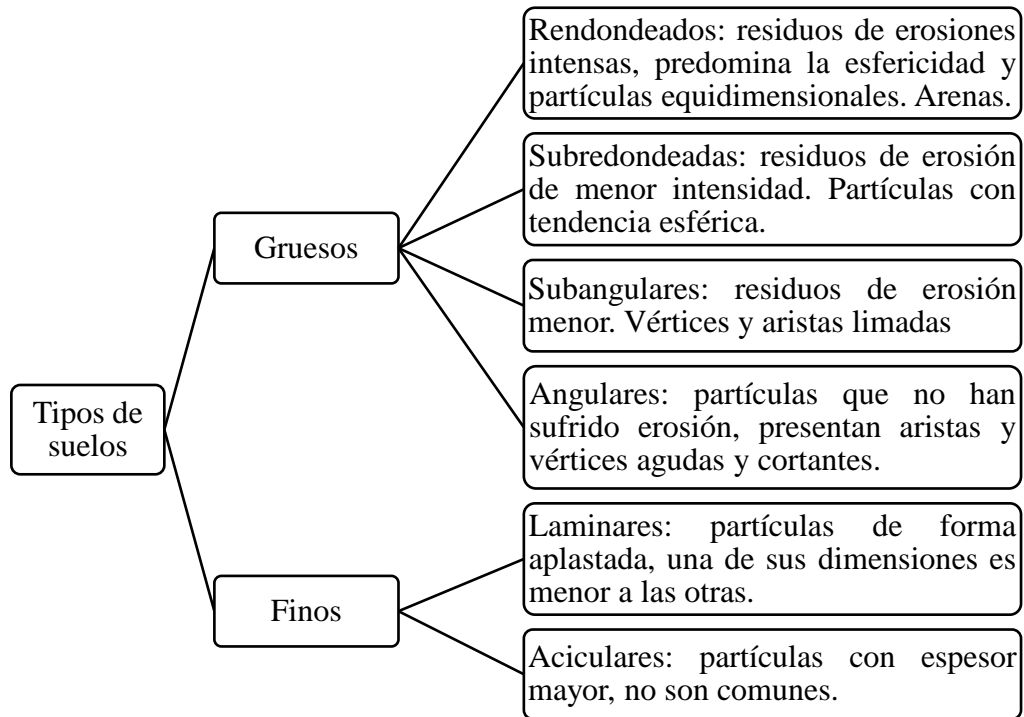 Tipos de
suelos
Gruesos
Rendondeados: residuos de erosiones
intensas, predomina la esfericidad y
partículas equidimensionales. Arenas.
Subredondeadas: residuos de erosión
de menor intensidad. Partículas con
tendencia esférica.
Subangulares: residuos de erosión
menor. Vértices y aristas limadas
Angulares: partículas que no han
sufrido erosión, presentan aristas y
vértices agudas y cortantes.
Finos
Laminares: partículas de forma
aplastada, una de sus dimensiones es
menor a las otras.
Aciculares: partículas con espesor
mayor, no son comunes.